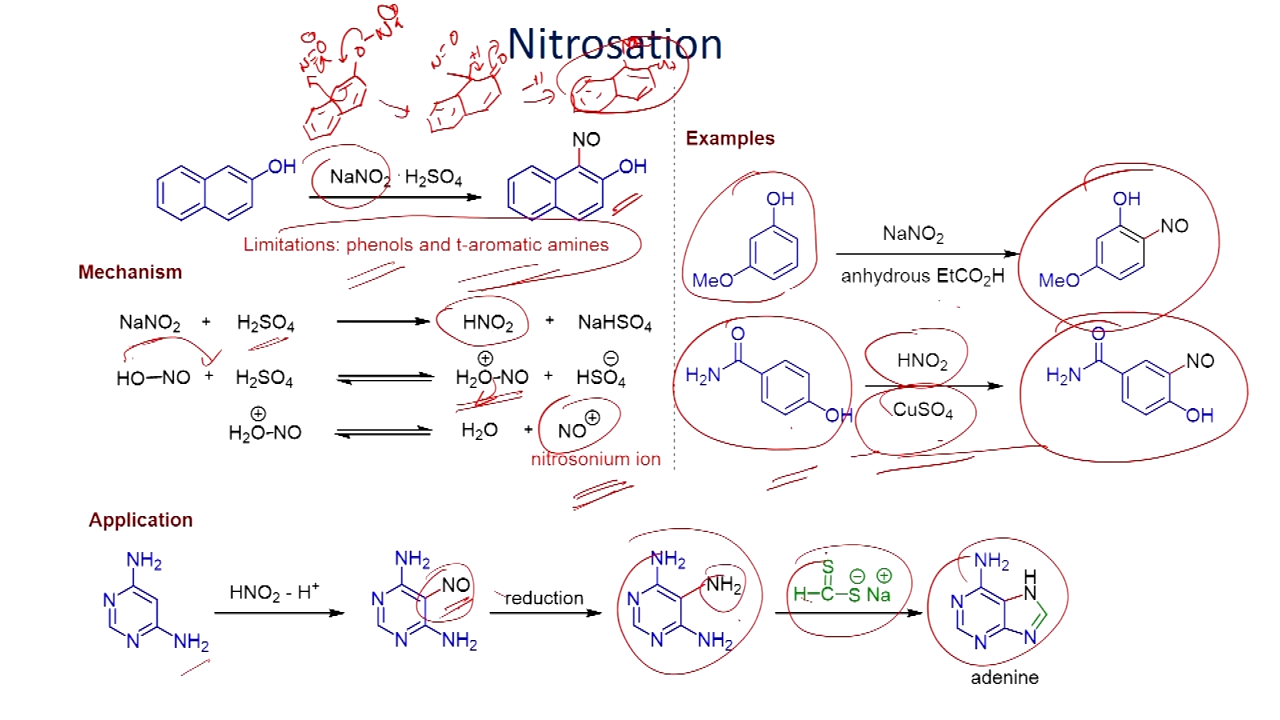 Nitrosation
Examples
NO
OH
OH
NaNO₂ · H₂SO₄
Limitations: phenols and t-aromatic amines
OH
MeO
NaNO₂
anhydrous EtCO₂H
OH
NO
MeO
Mechanism
NaNO₂ + H₂SO₄ HNO₂ + NaHSO₄
HO–NO + H₂SO₄ H₂O–NO ⊕ + HSO₄ ⊖
H₂O–NO ⊕ H₂O + NO⊕
nitrosonium ion
O
H₂N
OH
HNO₂
CuSO₄
O
H₂N
NO
OH
Application
NH₂
N
N
NH₂
HNO₂ - H⁺
NH₂
NO
N
N
NH₂
reduction
NH₂
NH₂
N
N
NH₂
S
H–C–S ⊖ Na ⊕
NH₂
H
N
N
N
N
adenine